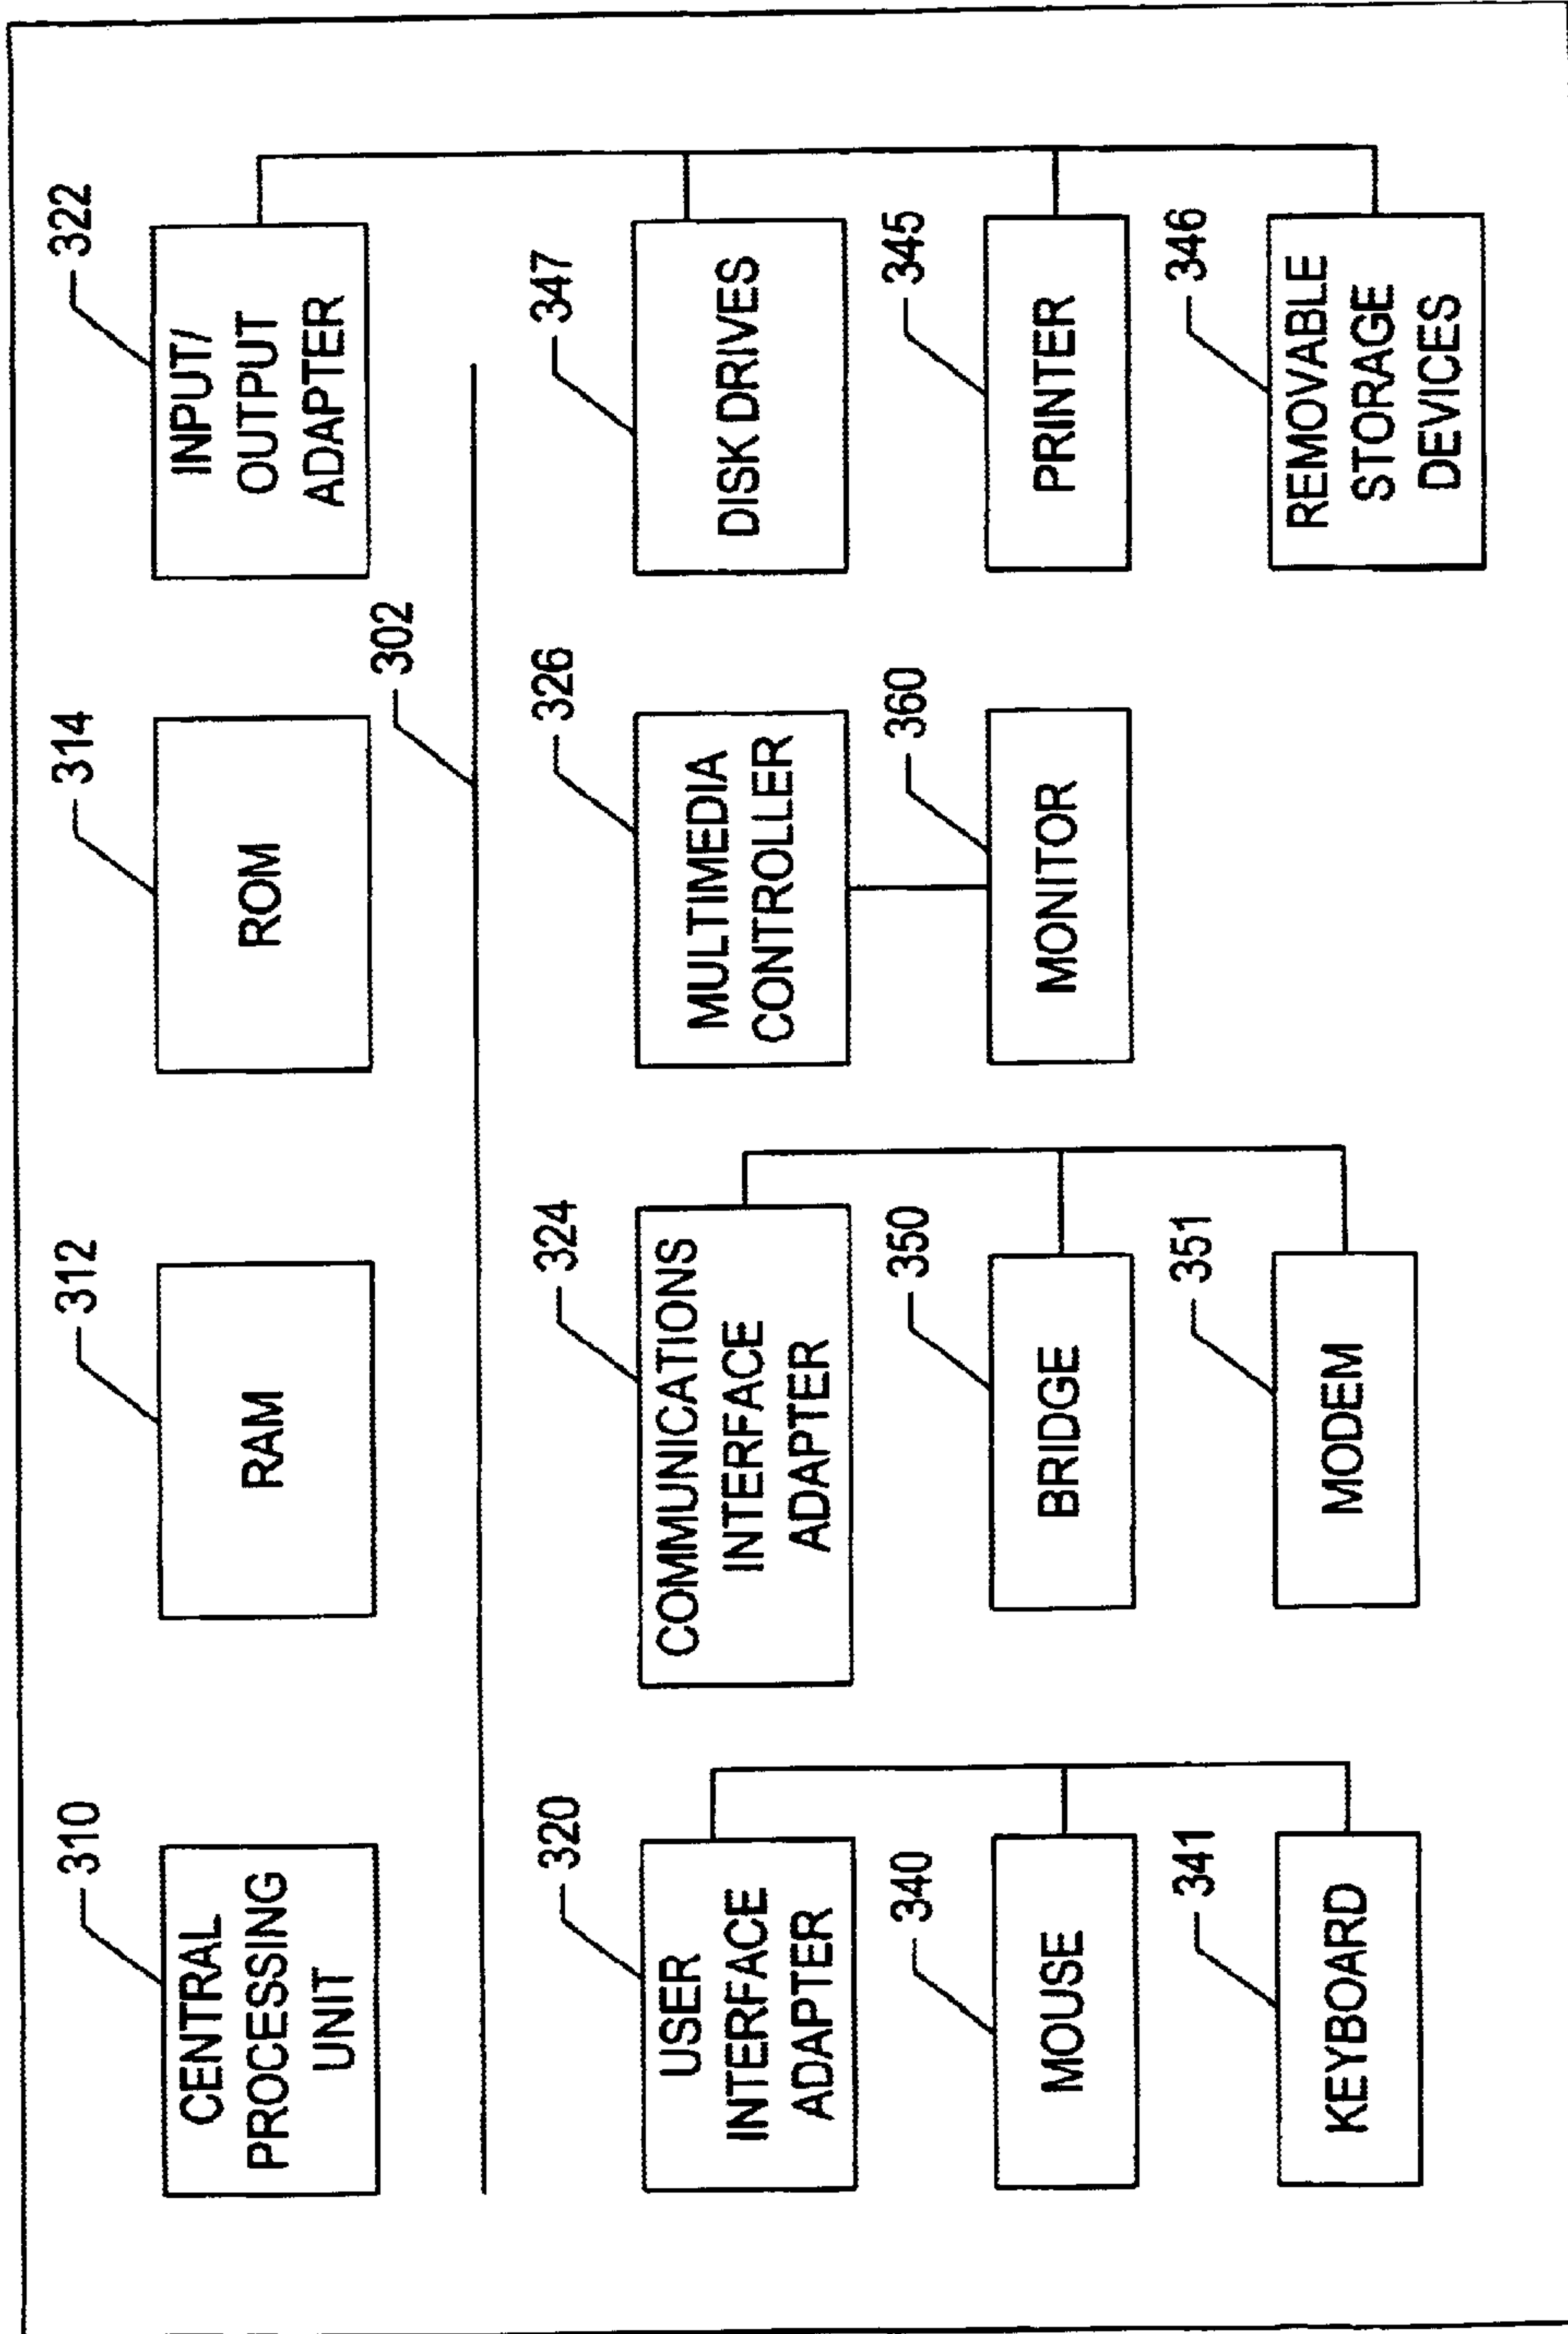 310
CENTRAL
PROCESSING
UNIT
312
RAM
314
ROM
322
INPUT/
OUTPUT
ADAPTER
302
320
USER
INTERFACE
ADAPTER
340
MOUSE
341
KEYBOARD
324
COMMUNICATIONS
INTERFACE
ADAPTER
350
BRIDGE
351
MODEM
326
MULTIMEDIA
CONTROLLER
360
MONITOR
347
DISK DRIVES
345
PRINTER
346
REMOVABLE
STORAGE
DEVICES